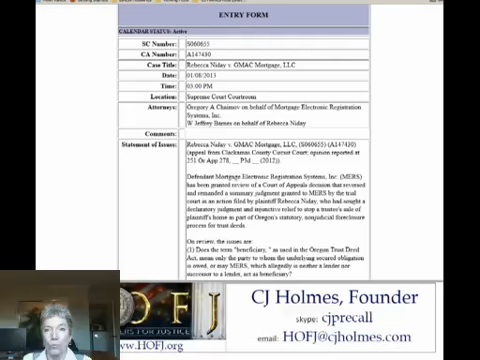 ENTRY FORM
CALENDAR STATUS: Active
SC Number: S060655
CA Number: A147430
Case Title: Rebecca Niday v. GMAC Mortgage, LLC
Date: 01/08/2013
Time: 03:00 PM
Location: Supreme Court Courtroom
Attorneys: Gregory A Chaimov on behalf of Mortgage Electronic Registration
Systems, Inc.
W Jeffrey Barnes on behalf of Rebecca Niday
Comments:
Statement of Issues: Rebecca Niday v. GMAC Mortgage, LLC, (S060655) (A147430)
(appeal from Clackamas County Circuit Court; opinion reported at
251 Or App 278, __ P3d __ (2012)).
Defendant Mortgage Electronic Registration Systems, Inc. (MERS)
has been granted review of a Court of Appeals decision that reversed
and remanded a summary judgment granted to MERS by the trial
court in an action filed by plaintiff Rebecca Niday, who had sought a
declaratory judgment and injunctive relief to stop a trustee's sale of
plaintiff's home as part of Oregon's statutory, nonjudicial foreclosure
process for trust deeds.
On review, the issues are:
(1) Does the term "beneficiary," as used in the Oregon Trust Deed
Act, mean only the party to whom the underlying secured obligation
is owed, or may MERS, which allegedly is neither a lender nor
successor to a lender, act as beneficiary?
HOFJ
ERS FOR JUSTICE
www.HOFJ.org
CJ Holmes, Founder
skype: cjprecall
email: HOFJ@cjholmes.com